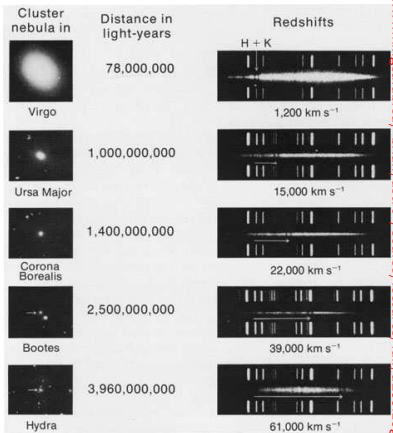 Cluster nebula in
Distance in light-years
Redshifts
H + K
78,000,000
Virgo
1,200 km s⁻¹
1,000,000,000
Ursa Major
15,000 km s⁻¹
1,400,000,000
Corona Borealis
22,000 km s⁻¹
2,500,000,000
Bootes
39,000 km s⁻¹
3,960,000,000
Hydra
61,000 km s⁻¹